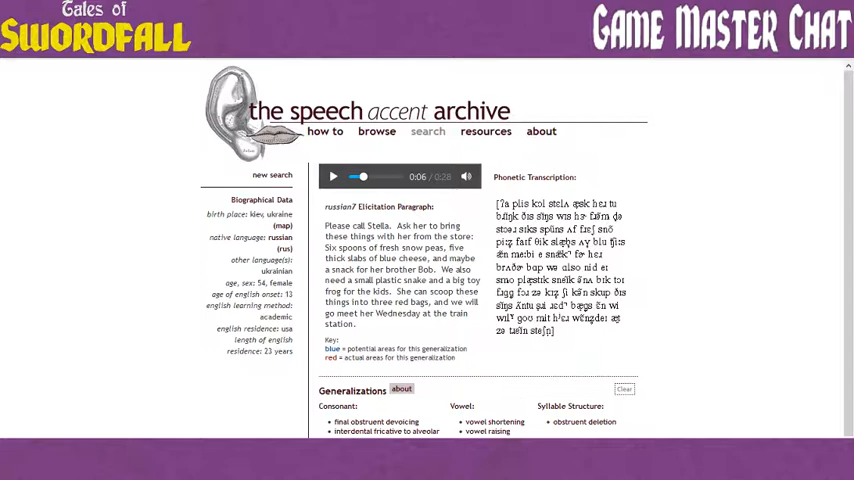 Tales of
SWORDFALL
GAME MASTER CHAT
the speech accent archive
how to browse search resources about
new search
Biographical Data
birth place: kiev, ukraine
(map)
native language: russian
(rus)
other language(s):
ukrainian
age, sex: 54, female
age of english onset: 13
english learning method:
academic
english residence: usa
length of english
residence: 23 years
0:06 / 0:28
russian7 Elicitation Paragraph:
Please call Stella. Ask her to bring
these things with her from the store:
Six spoons of fresh snow peas, five
thick slabs of blue cheese, and maybe
a snack for her brother Bob. We also
need a small plastic snake and a big toy
frog for the kids. She can scoop these
things into three red bags, and we will
go meet her Wednesday at the train
station.
Key:
blue = potential areas for this generalization
red = actual areas for this generalization
Phonetic Transcription:
Generalizations about
Clear
Consonant:
final obstruent devoicing
interdental fricative to alveolar
Vowel:
vowel shortening
vowel raising
Syllable Structure:
obstruent deletion